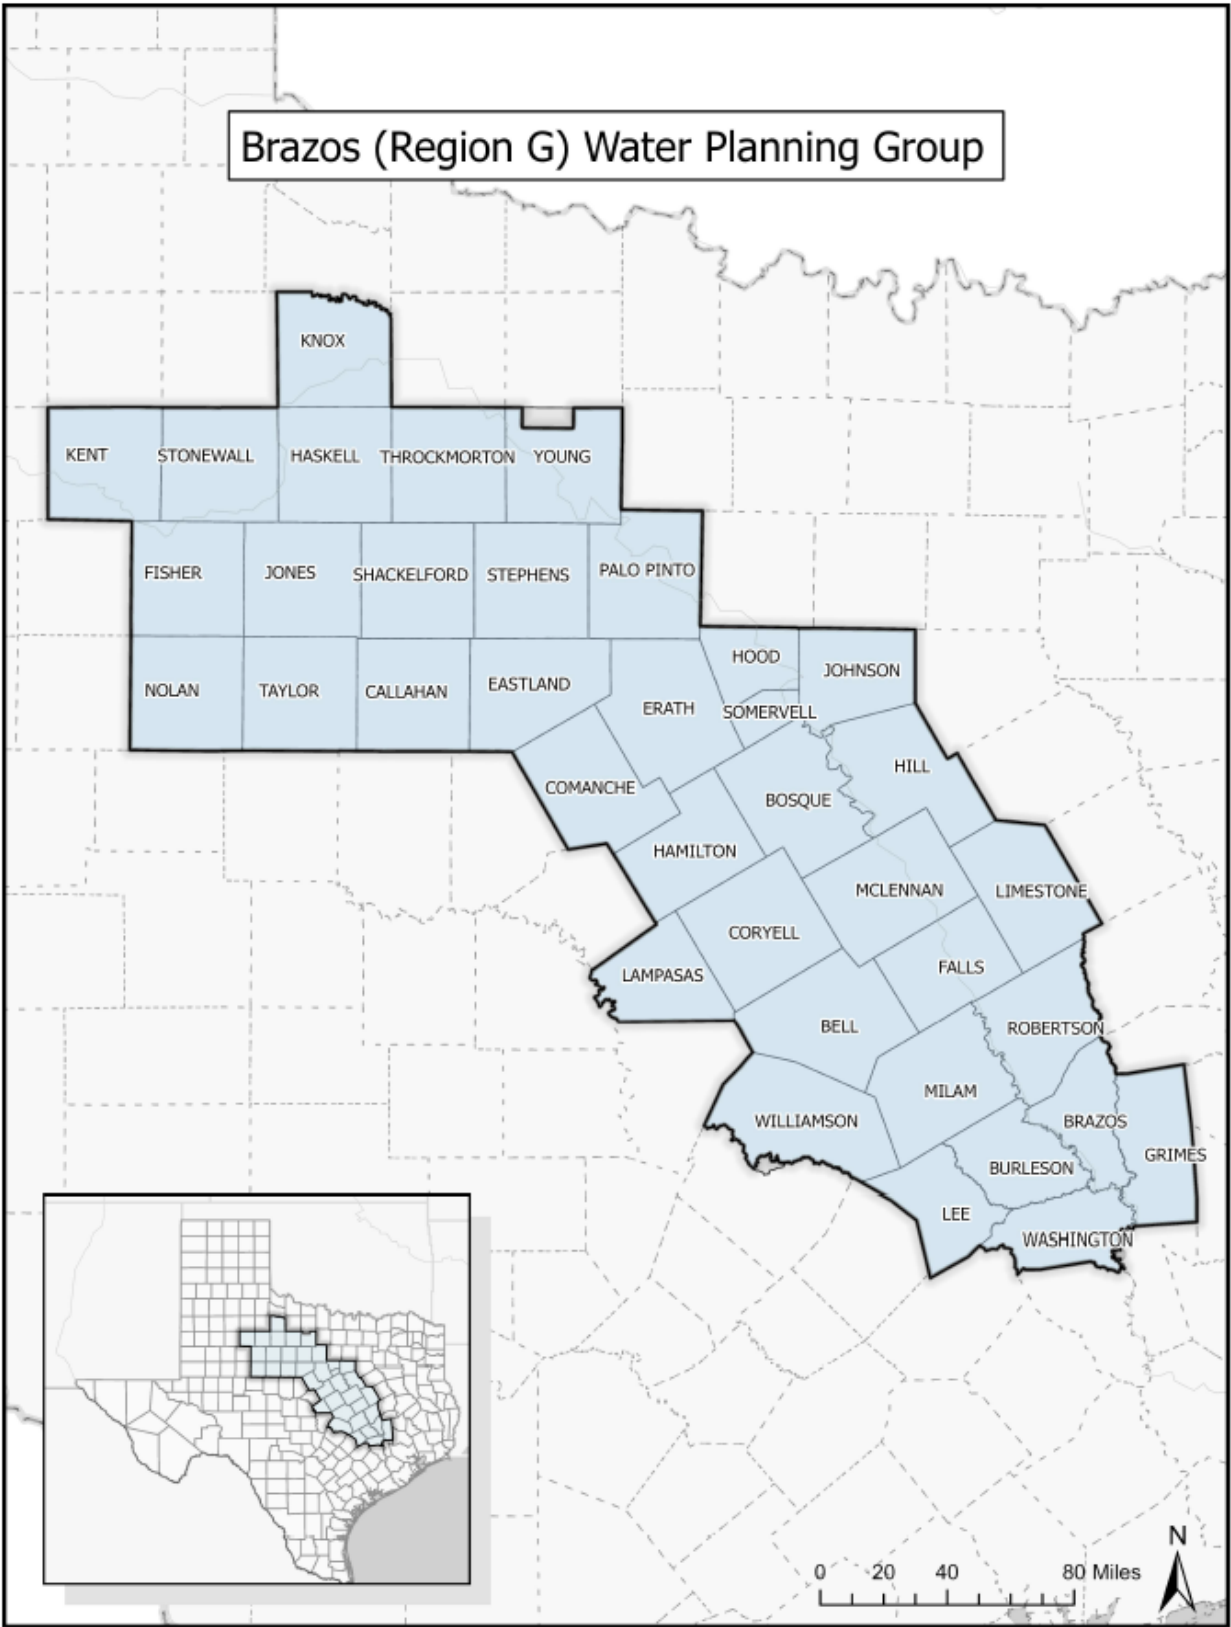 Brazos (Region G) Water Planning Group
KNOX
KENT
STONEWALL
HASKELL
THROCKMORTON
YOUNG
FISHER
JONES
SHACKELFORD
STEPHENS
PALO PINTO
NOLAN
TAYLOR
CALLAHAN
EASTLAND
ERATH
HOOD
JOHNSON
SOMERVELL
COMANCHE
BOSQUE
HILL
HAMILTON
MCLENNAN
LIMESTONE
CORYELL
LAMPASAS
FALLS
BELL
ROBERTSON
MILAM
WILLIAMSON
BRAZOS
GRIMES
BURLESON
LEE
WASHINGTON
N
0 20 40 80 Miles